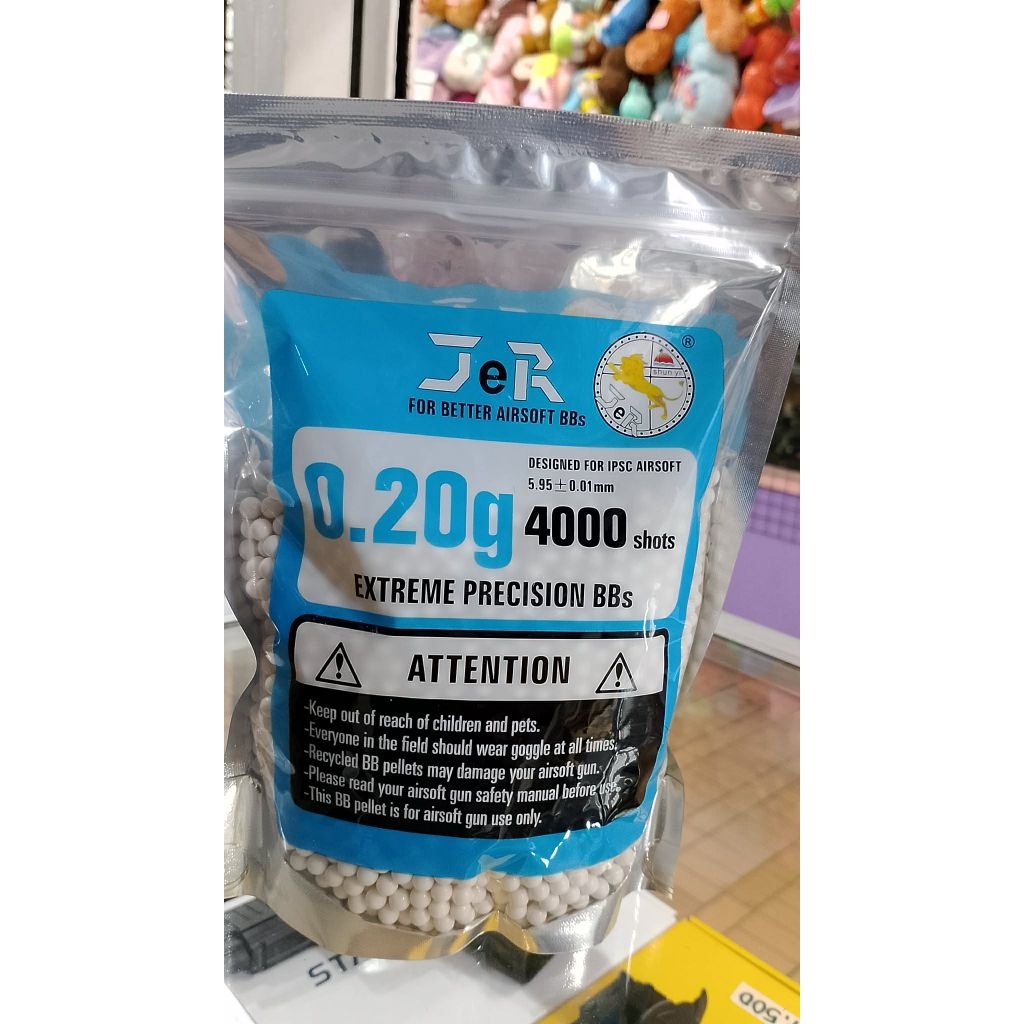 JeR
FOR BETTER AIRSOFT BBs
®
shun yi
JeR
0.20g
DESIGNED FOR IPSC AIRSOFT
5.95±0.01mm
4000 shots
EXTREME PRECISION BBs
ATTENTION
-Keep out of reach of children and pets.
-Everyone in the field should wear goggle at all times.
-Recycled BB pellets may damage your airsoft gun.
-Please read your airsoft gun safety manual before use.
-This BB pellet is for airsoft gun use only.